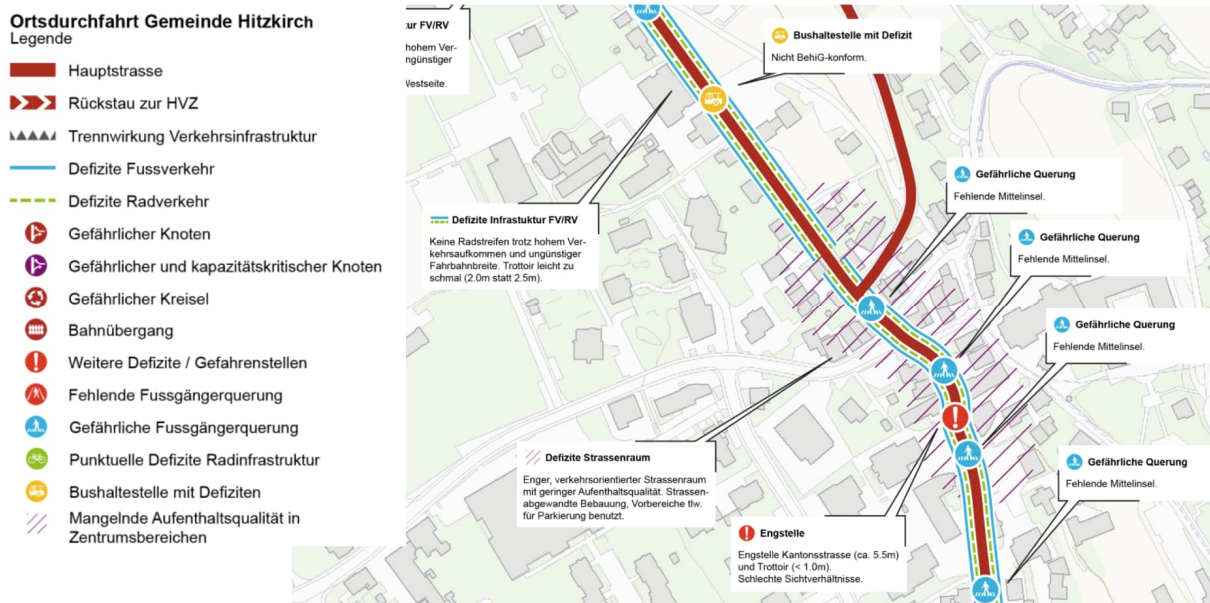 Ortsdurchfahrt Gemeinde Hitzkirch
Legende
Hauptstrasse
Rückstau zur HVZ
Trennwirkung Verkehrsinfrastruktur
Defizite Fussverkehr
Defizite Radverkehr
Gefährlicher Knoten
Gefährlicher und kapazitätskritischer Knoten
Gefährlicher Kreisel
Bahnübergang
Weitere Defizite / Gefahrenstellen
Fehlende Fussgängerquerung
Gefährliche Fussgängerquerung
Punktuelle Defizite Radinfrastruktur
Bushaltestelle mit Defiziten
Mangelnde Aufenthaltsqualität in
Zentrumsbereichen
tur FV/RV
hohem Ver-
ngünstiger
Westseite.
Bushaltestelle mit Defizit
Nicht BehiG-konform.
Defizite Infrastuktur FV/RV
Keine Radstreifen trotz hohem Ver-
kehrsaufkommen und ungünstiger
Fahrbahnbreite. Trottoir leicht zu
schmal (2.0m statt 2.5m).
Gefährliche Querung
Fehlende Mittelinsel.
Gefährliche Querung
Fehlende Mittelinsel.
Gefährliche Querung
Fehlende Mittelinsel.
Defizite Strassenraum
Enger, verkehrsorientierter Strassenraum
mit geringer Aufenthaltsqualität. Strassen-
abgewandte Bebauung, Vorbereiche tlw.
für Parkierung benutzt.
Gefährliche Querung
Fehlende Mittelinsel.
Engstelle
Engstelle Kantonsstrasse (ca. 5.5m)
und Trottoir (< 1.0m).
Schlechte Sichtverhältnisse.